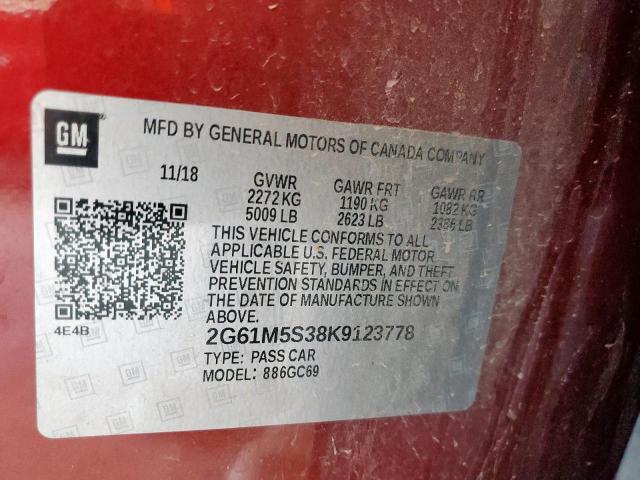 GM
MFD BY GENERAL MOTORS OF CANADA COMPANY
11/18 GVWR GAWR FRT GAWR RR
2272 KG 1190 KG 1082 KG
5009 LB 2623 LB 2386 LB
THIS VEHICLE CONFORMS TO ALL
APPLICABLE U.S. FEDERAL MOTOR
VEHICLE SAFETY, BUMPER, AND THEFT
PREVENTION STANDARDS IN EFFECT ON
THE DATE OF MANUFACTURE SHOWN
ABOVE.
4E4B
2G61M5S38K9123778
TYPE: PASS CAR
MODEL: 886GC69